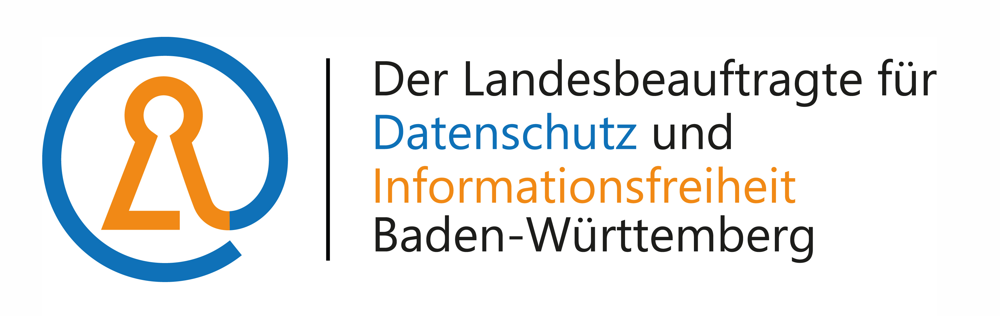 Der Landesbeauftragte für
Datenschutz und
Informationsfreiheit
Baden-Württemberg